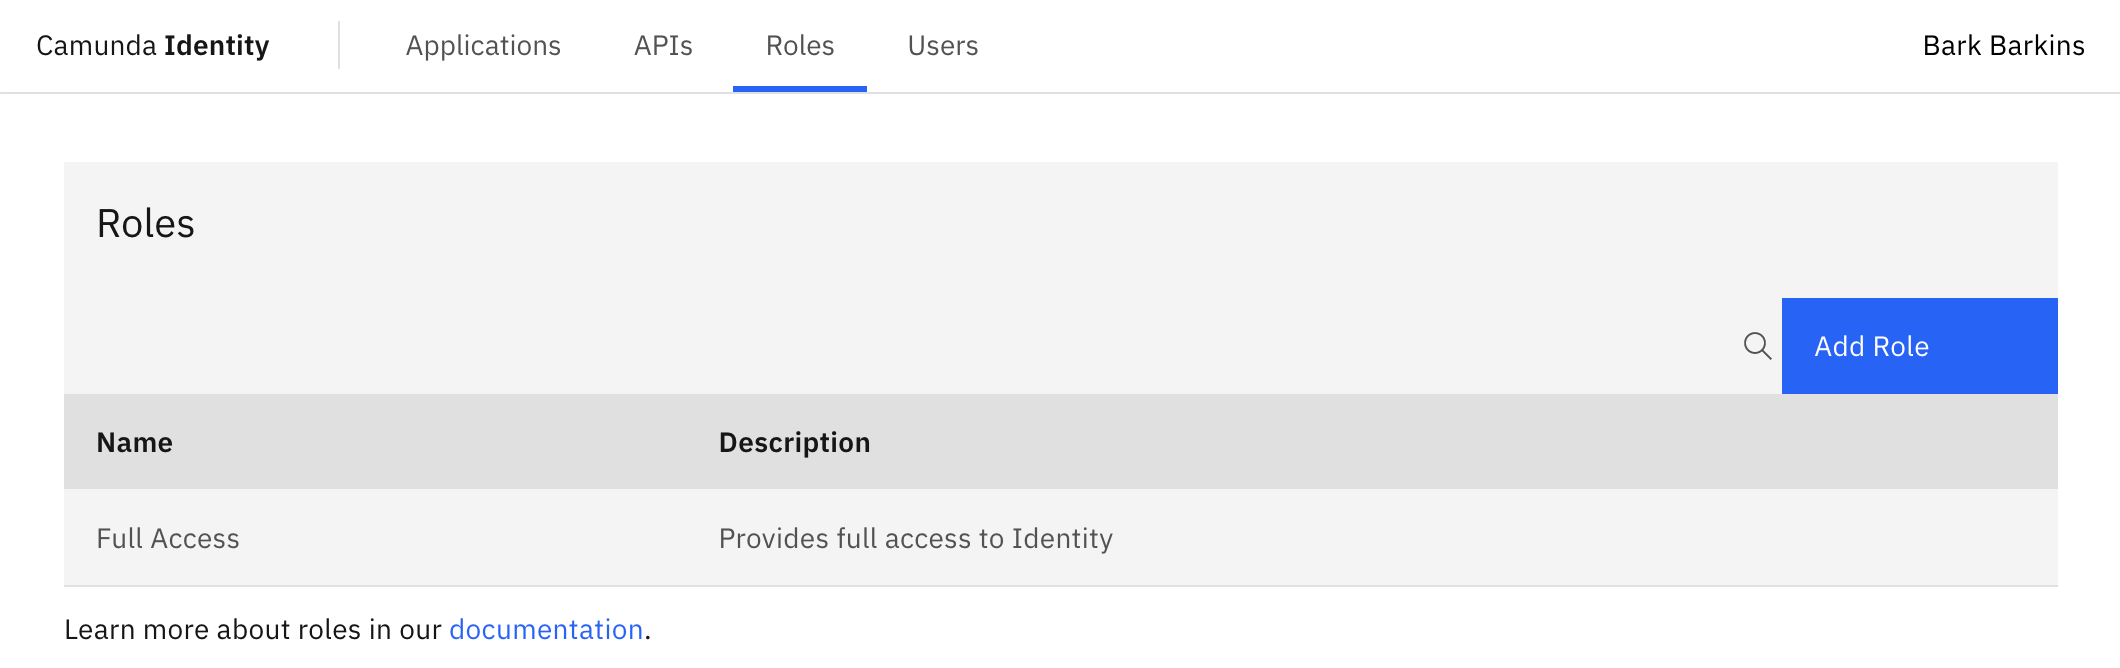 Camunda Identity Applications APIs Roles Users Bark Barkins
Roles
Add Role
Name Description
Full Access Provides full access to Identity
Learn more about roles in our documentation.